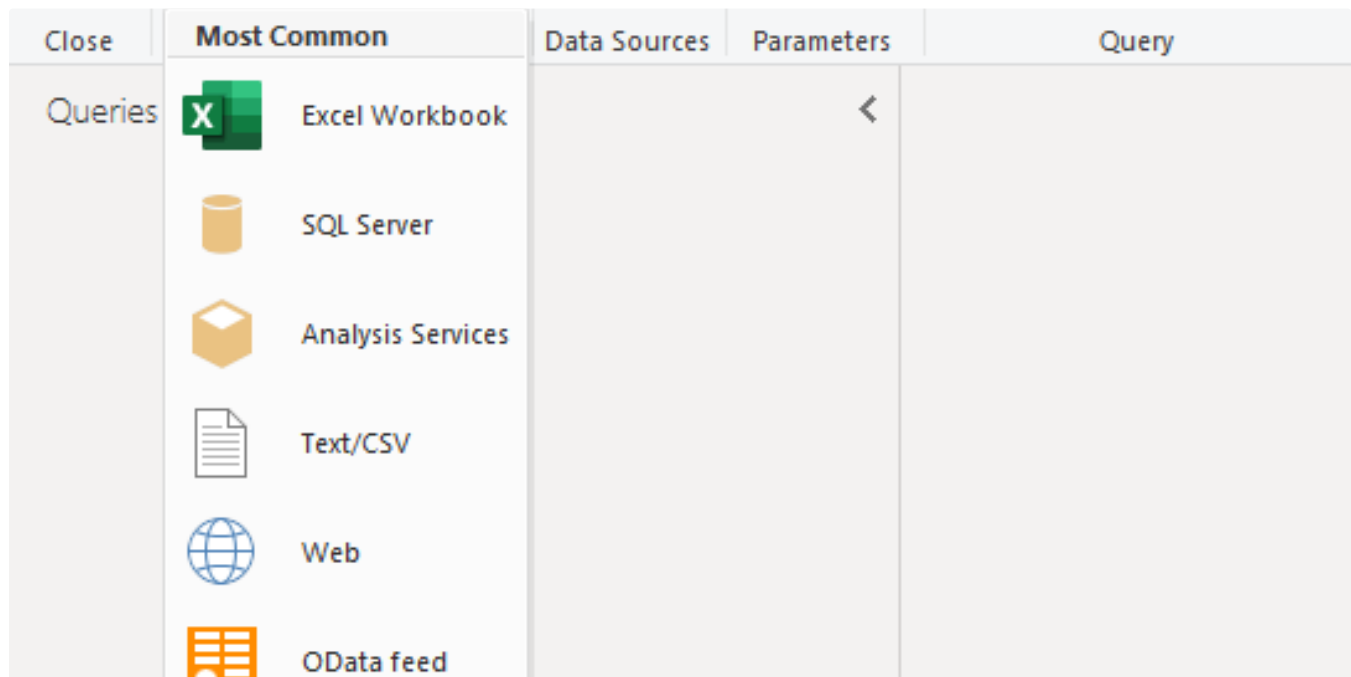 Close
Most Common
Data Sources
Parameters
Query
Queries
X
Excel Workbook
SQL Server
Analysis Services
Text/CSV
Web
OData feed